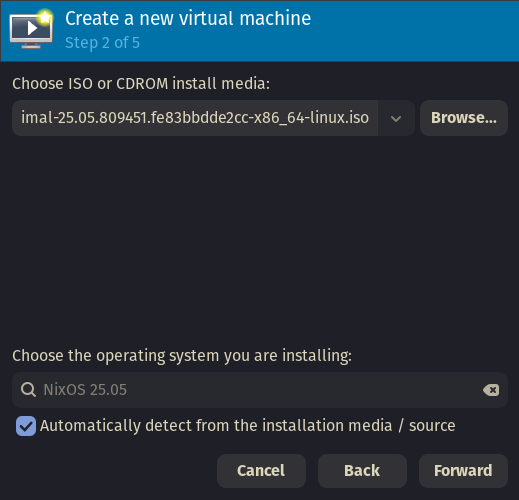 Create a new virtual machine
Step 2 of 5
Choose ISO or CDROM install media:
imal-25.05.809451.fe83bbdde2cc-x86_64-linux.iso
Browse...
Choose the operating system you are installing:
NixOS 25.05
Automatically detect from the installation media / source
Cancel
Back
Forward